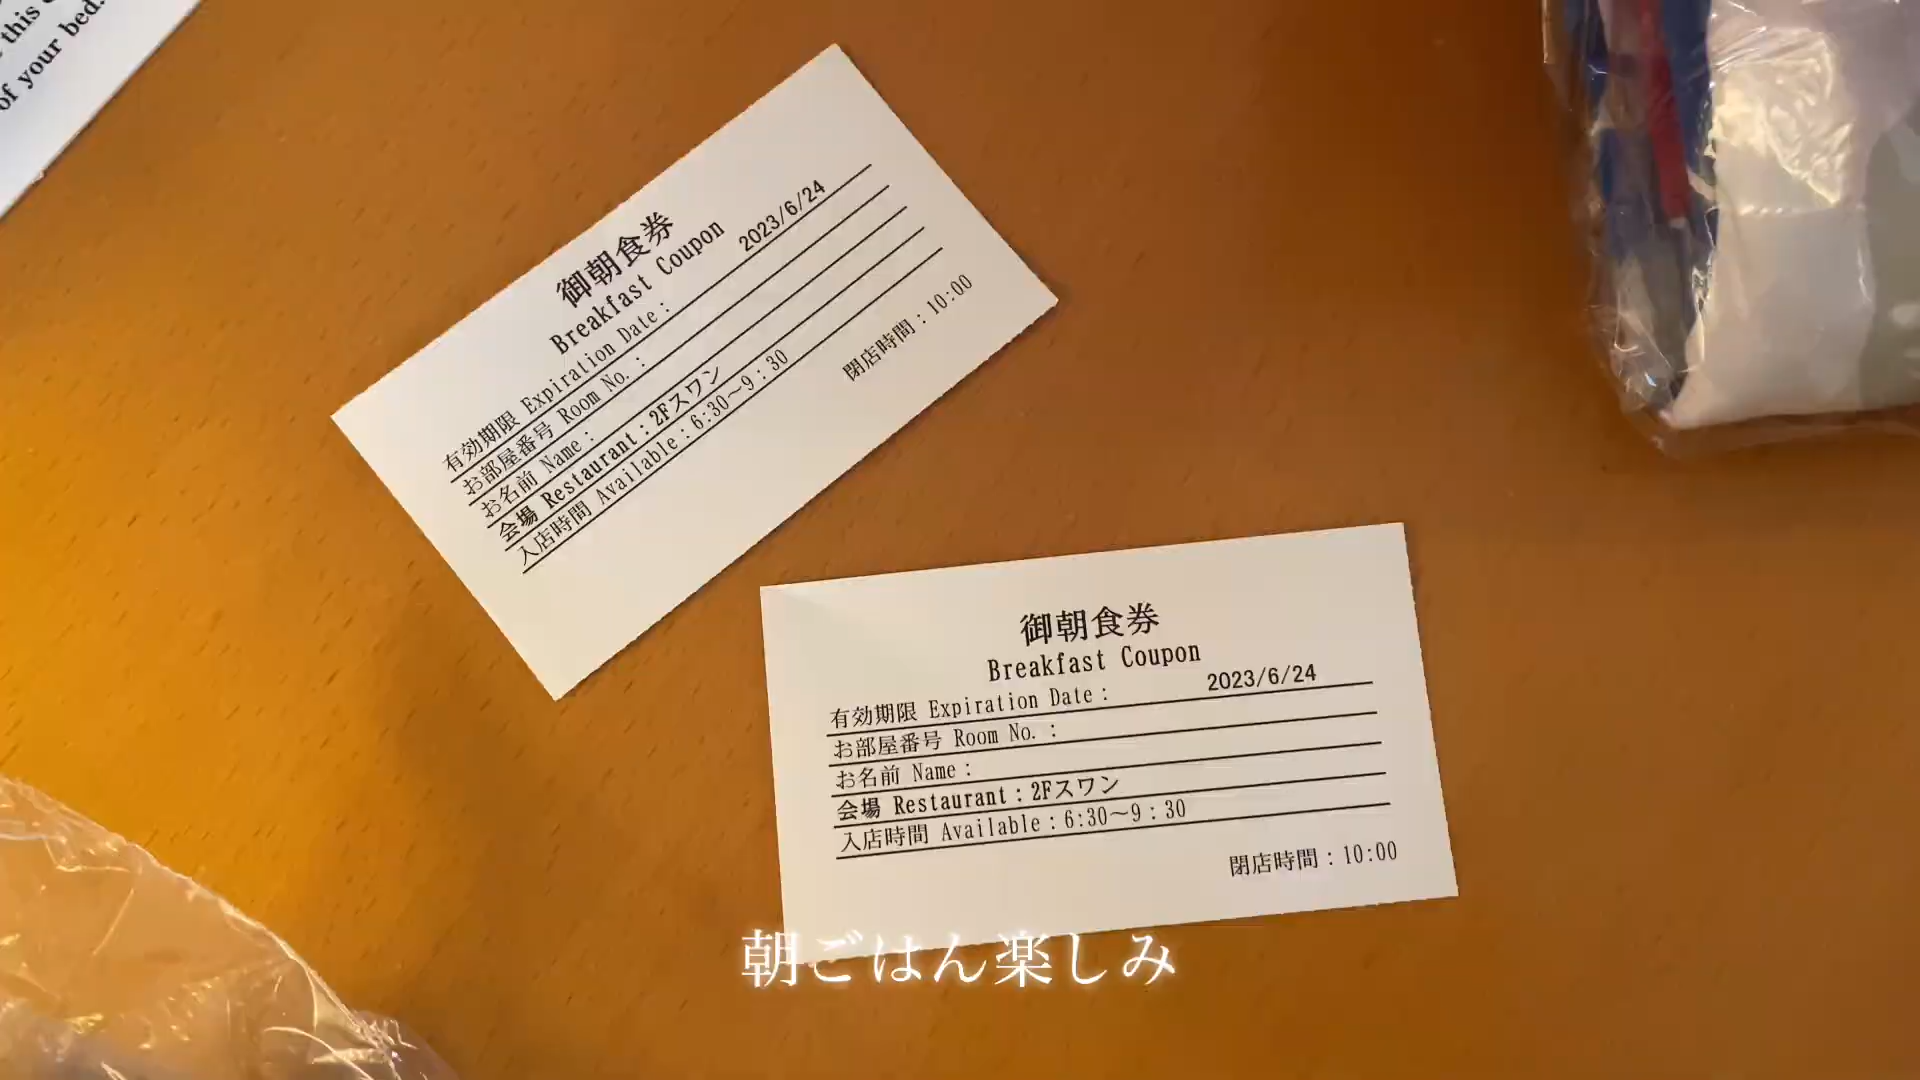 this
of your bed.
御朝食券
Breakfast Coupon
有効期限 Expiration Date： 2023/6/24
お部屋番号 Room No.：
お名前 Name：
会場 Restaurant：2Fスワン
入店時間 Available：6:30～9：30
閉店時間：10:00
御朝食券
Breakfast Coupon
有効期限 Expiration Date： 2023/6/24
お部屋番号 Room No.：
お名前 Name：
会場 Restaurant：2Fスワン
入店時間 Available：6:30～9：30
閉店時間：10:00
朝ごはん楽しみ